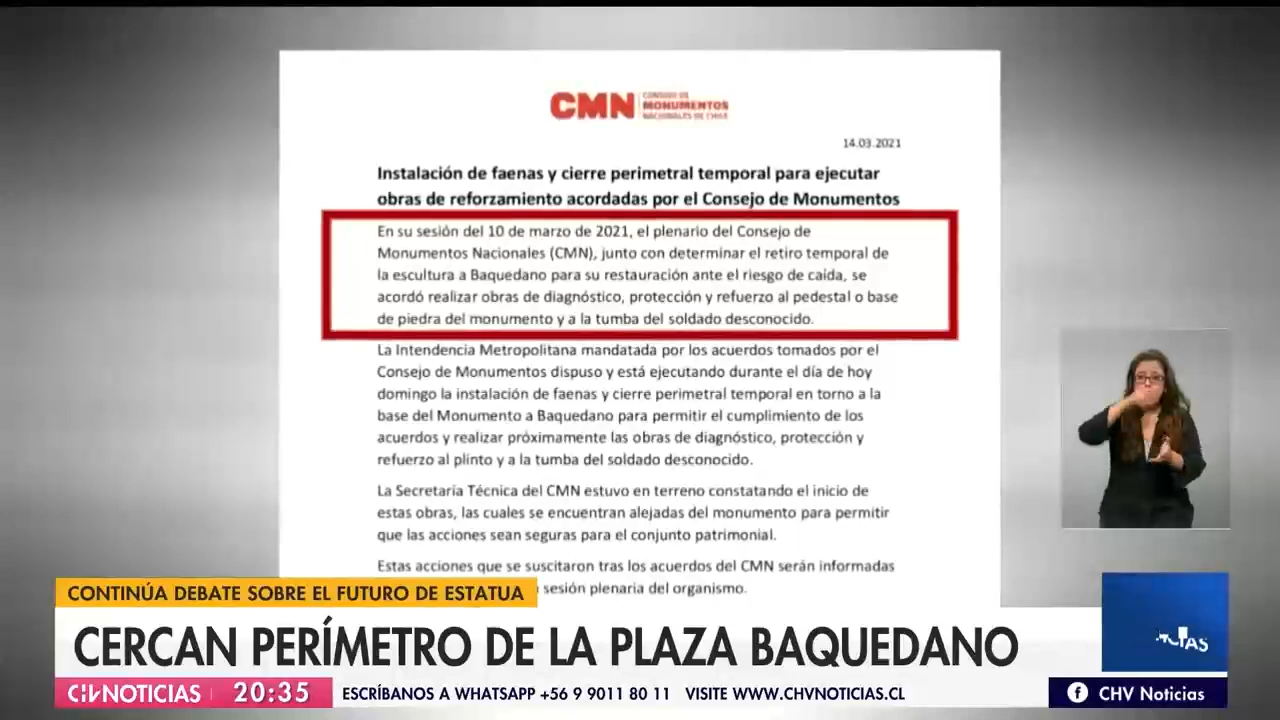 CMN
CONSEJO DE
MONUMENTOS
NACIONALES DE CHILE
14.03.2021
Instalación de faenas y cierre perimetral temporal para ejecutar
obras de reforzamiento acordadas por el Consejo de Monumentos
En su sesión del 10 de marzo de 2021, el plenario del Consejo de
Monumentos Nacionales (CMN), junto con determinar el retiro temporal de
la escultura a Baquedano para su restauración ante el riesgo de caída, se
acordó realizar obras de diagnóstico, protección y refuerzo al pedestal o base
de piedra del monumento y a la tumba del soldado desconocido.
La Intendencia Metropolitana mandatada por los acuerdos tomados por el
Consejo de Monumentos dispuso y está ejecutando durante el día de hoy
domingo la instalación de faenas y cierre perimetral temporal en torno a la
base del Monumento a Baquedano para permitir el cumplimiento de los
acuerdos y realizar próximamente las obras de diagnóstico, protección y
refuerzo al plinto y a la tumba del soldado desconocido.
La Secretaría Técnica del CMN estuvo en terreno constatando el inicio de
estas obras, las cuales se encuentran alejadas del monumento para permitir
que las acciones sean seguras para el conjunto patrimonial.
Estas acciones que se suscitaron tras los acuerdos del CMN serán informadas
sesión plenaria del organismo.
CONTINÚA DEBATE SOBRE EL FUTURO DE ESTATUA
CERCAN PERÍMETRO DE LA PLAZA BAQUEDANO
CHV NOTICIAS 20:35 ESCRÍBANOS A WHATSAPP +56 9 9011 80 11 VISITE WWW.CHVNOTICIAS.CL
CHV Noticias